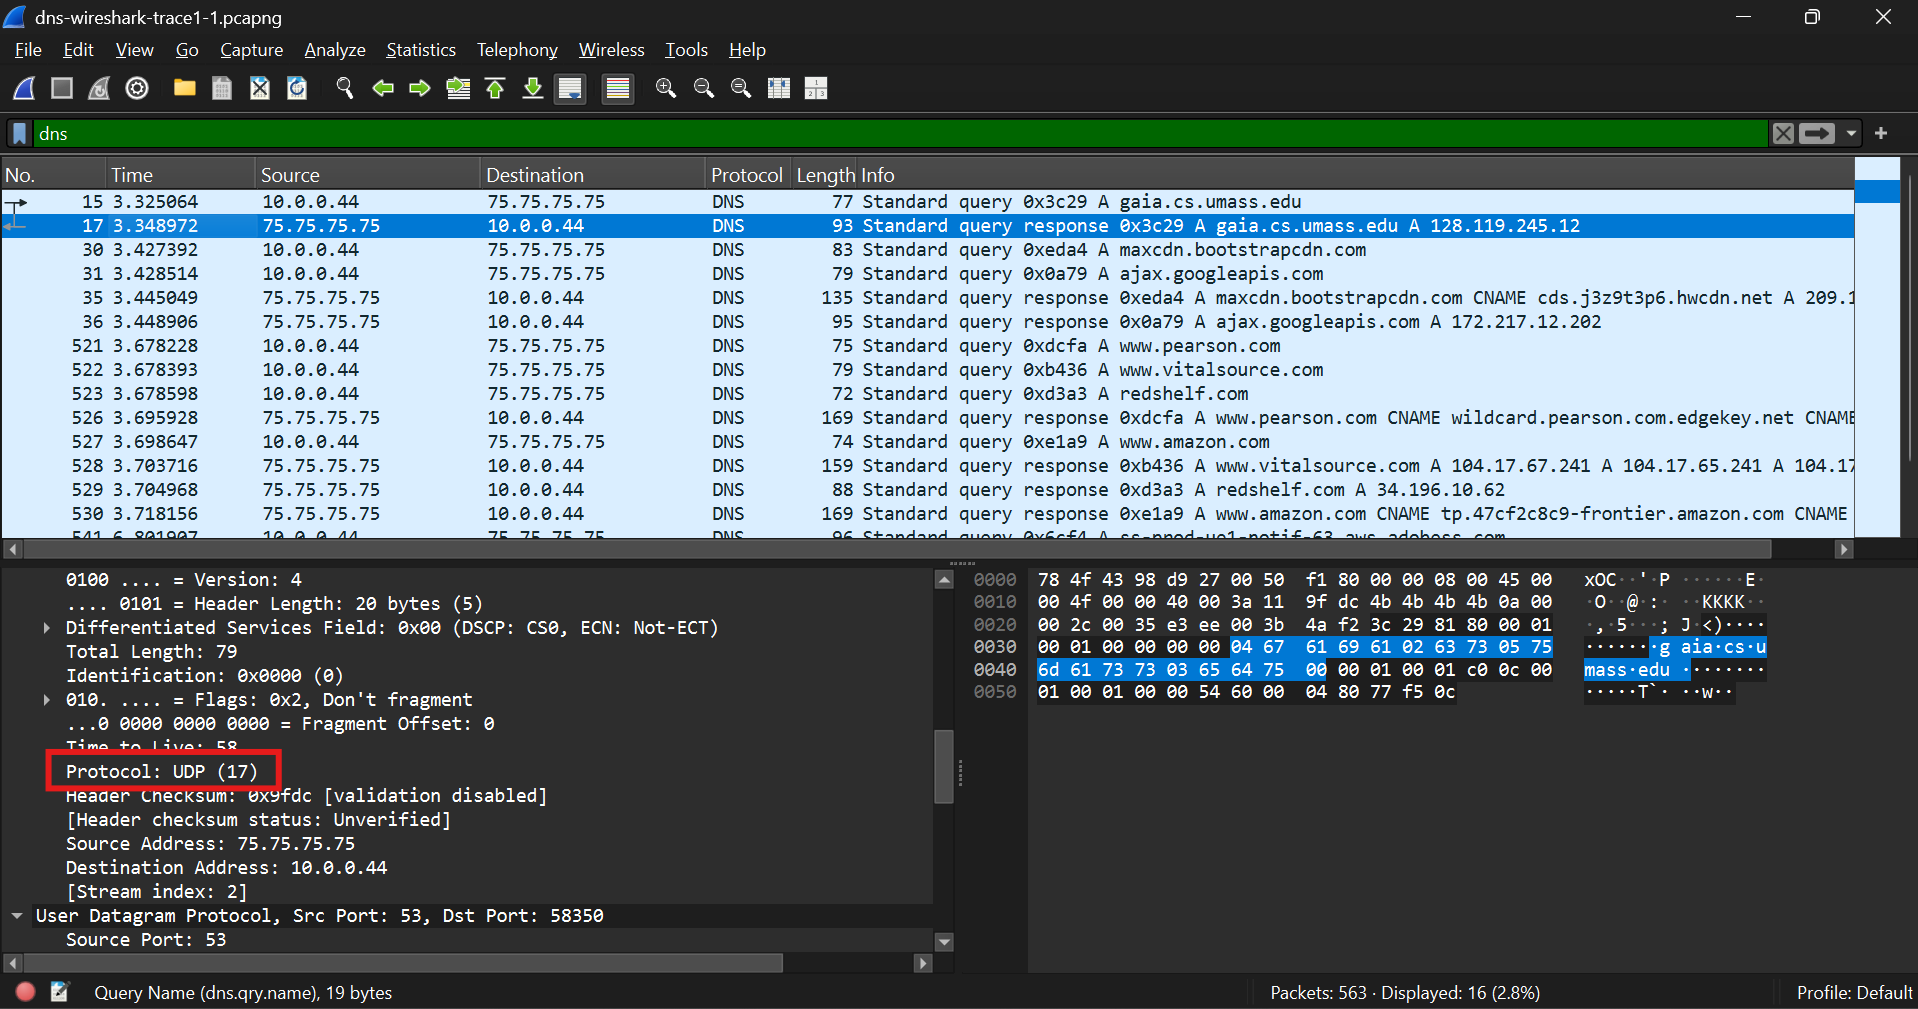 dns-wireshark-trace1-1.pcapng
File Edit View Go Capture Analyze Statistics Telephony Wireless Tools Help
dns
No. Time Source Destination Protocol Length Info
15 3.325064 10.0.0.44 75.75.75.75 DNS 77 Standard query 0x3c29 A gaia.cs.umass.edu
17 3.348972 75.75.75.75 10.0.0.44 DNS 93 Standard query response 0x3c29 A gaia.cs.umass.edu A 128.119.245.12
30 3.427392 10.0.0.44 75.75.75.75 DNS 83 Standard query 0xeda4 A maxcdn.bootstrapcdn.com
31 3.428514 10.0.0.44 75.75.75.75 DNS 79 Standard query 0x0a79 A ajax.googleapis.com
35 3.445049 75.75.75.75 10.0.0.44 DNS 135 Standard query response 0xeda4 A maxcdn.bootstrapcdn.com CNAME cds.j3z9t3p6.hwcdn.net A 209.1
36 3.448906 75.75.75.75 10.0.0.44 DNS 95 Standard query response 0x0a79 A ajax.googleapis.com A 172.217.12.202
521 3.678228 10.0.0.44 75.75.75.75 DNS 75 Standard query 0xdcfa A www.pearson.com
522 3.678393 10.0.0.44 75.75.75.75 DNS 79 Standard query 0xb436 A www.vitalsource.com
523 3.678598 10.0.0.44 75.75.75.75 DNS 72 Standard query 0xd3a3 A redshelf.com
526 3.695928 75.75.75.75 10.0.0.44 DNS 169 Standard query response 0xdcfa A www.pearson.com CNAME wildcard.pearson.com.edgekey.net CNAME
527 3.698647 10.0.0.44 75.75.75.75 DNS 74 Standard query 0xe1a9 A www.amazon.com
528 3.703716 75.75.75.75 10.0.0.44 DNS 159 Standard query response 0xb436 A www.vitalsource.com A 104.17.67.241 A 104.17.65.241 A 104.17
529 3.704968 75.75.75.75 10.0.0.44 DNS 88 Standard query response 0xd3a3 A redshelf.com A 34.196.10.62
530 3.718156 75.75.75.75 10.0.0.44 DNS 169 Standard query response 0xe1a9 A www.amazon.com CNAME tp.47cf2c8c9-frontier.amazon.com CNAME
10.0.0.44 75.75.75.75 DNS Standard query
0100 .... = Version: 4
.... 0101 = Header Length: 20 bytes (5)
Differentiated Services Field: 0x00 (DSCP: CS0, ECN: Not-ECT)
Total Length: 79
Identification: 0x0000 (0)
010. .... = Flags: 0x2, Don't fragment
...0 0000 0000 0000 = Fragment Offset: 0
Time to Live: 58
Protocol: UDP (17)
Header Checksum: 0x9fdc [validation disabled]
[Header checksum status: Unverified]
Source Address: 75.75.75.75
Destination Address: 10.0.0.44
[Stream index: 2]
User Datagram Protocol, Src Port: 53, Dst Port: 58350
Source Port: 53
0000 78 4f 43 98 d9 27 00 50 f1 80 00 00 08 00 45 00 xOC··'·P ······E·
0010 00 4f 00 00 40 00 3a 11 9f dc 4b 4b 4b 4b 0a 00 ·O··@·:· ··KKKK··
0020 00 2c 00 35 e3 ee 00 3b 4a f2 3c 29 81 80 00 01 ·,·5···; J·<)····
0030 00 01 00 00 00 00 04 67 61 69 61 02 63 73 05 75 ·······g aia·cs·u
0040 6d 61 73 73 03 65 64 75 00 00 01 00 01 c0 0c 00 mass·edu ········
0050 01 00 01 00 00 54 60 00 04 80 77 f5 0c ·····T`· ··w··
Query Name (dns.qry.name), 19 bytes
Packets: 563 · Displayed: 16 (2.8%)
Profile: Default